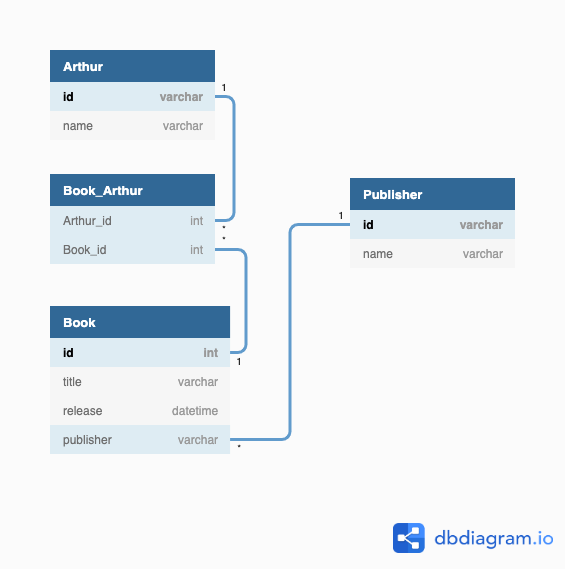 Arthur
id varchar
name varchar
1
Book_Arthur
Arthur_id int
*
*
Book_id int
Book
id int
1
title varchar
release datetime
publisher varchar
*
Publisher
1
id varchar
name varchar
dbdiagram.io